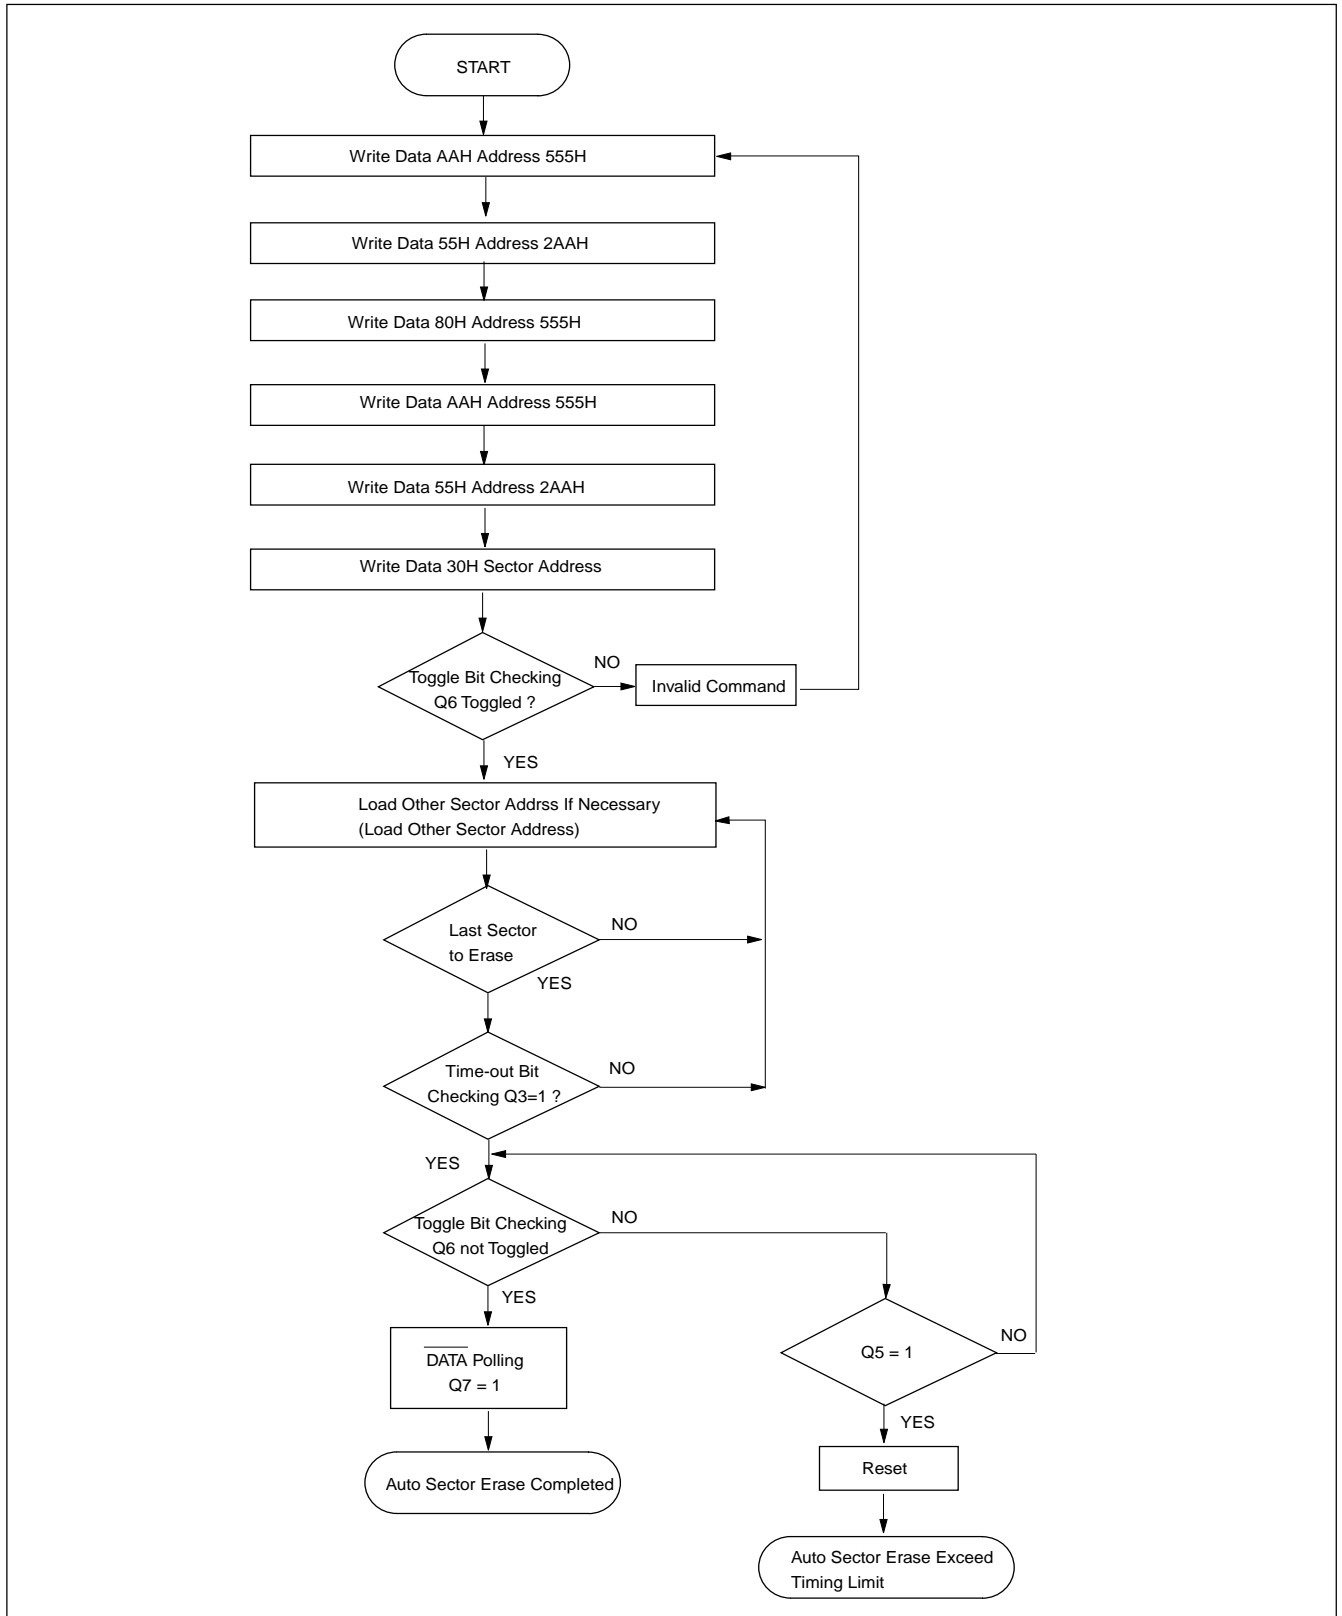 START
Write Data AAH Address 555H
Write Data 55H Address 2AAH
Write Data 80H Address 555H
Write Data AAH Address 555H
Write Data 55H Address 2AAH
Write Data 30H Sector Address
Toggle Bit Checking
Q6 Toggled ?
NO
Invalid Command
YES
Load Other Sector Addrss If Necessary
(Load Other Sector Address)
Last Sector
to Erase
NO
YES
Time-out Bit
Checking Q3=1 ?
NO
YES
Toggle Bit Checking
Q6 not Toggled
NO
YES
DATA Polling
Q7 = 1
Q5 = 1
NO
YES
Reset
Auto Sector Erase Completed
Auto Sector Erase Exceed
Timing Limit